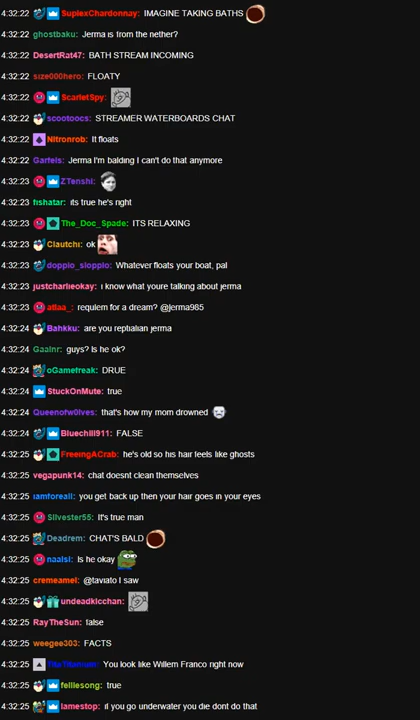 4:32:22 SuplexChardonnay: IMAGINE TAKING BATHS
4:32:22 ghostbaku: Jerma is from the nether?
4:32:22 DesertRat47: BATH STREAM INCOMING
4:32:22 size000hero: FLOATY
4:32:22 ScarletSpy:
4:32:22 scootoocs: STREAMER WATERBOARDS CHAT
4:32:22 Nitronrob: It floats
4:32:22 Garfels: Jerma I'm balding I can't do that anymore
4:32:23 ZTenshi:
4:32:23 fishatar: its true he's right
4:32:23 The_Doc_Spade: ITS RELAXING
4:32:23 Clautchi: ok
4:32:23 dopplo_slopplo: Whatever floats your boat, pal
4:32:23 justcharlieokay: i know what youre talking about jerma
4:32:23 atlaa_: requiem for a dream? @jerma985
4:32:24 Bahkku: are you reptialian jerma
4:32:24 Gaalnr: guys? Is he ok?
4:32:24 oGamefreak: DRUE
4:32:24 StuckOnMute: true
4:32:24 Queenofw0lves: that's how my mom drowned
4:32:24 Bluechill911: FALSE
4:32:25 FreeingACrab: he's old so his hair feels like ghosts
4:32:25 vegapunk14: chat doesnt clean themselves
4:32:25 iamforeali: you get back up then your hair goes in your eyes
4:32:25 Silvester55: It's true man
4:32:25 Deadrem: CHAT'S BALD
4:32:25 naalsi: Is he okay
4:32:25 cremeamel: @taviato I saw
4:32:25 undeadkicchan:
4:32:25 RayTheSun: false
4:32:25 weegee303: FACTS
4:32:25 You look like Willem Franco right now
4:32:25 felliesong: true
4:32:25 lamestop: if you go underwater you die dont do that